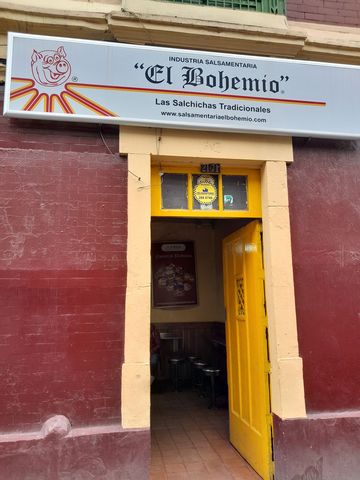 INDUSTRIA SALSAMENTARIA
"El Bohemio"®
Las Salchichas Tradicionales
www.salsamentariaelbohemio.com